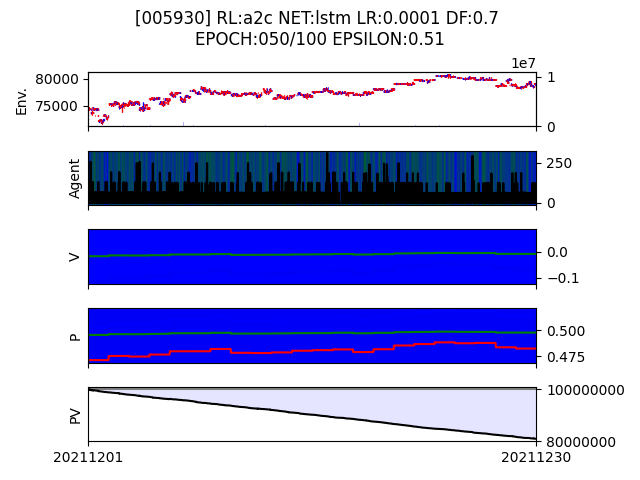 [005930] RL:a2c NET:lstm LR:0.0001 DF:0.7
EPOCH:050/100 EPSILON:0.51
1e7
Env.
80000
75000
1
0
Agent
250
0
V
0.0
−0.1
P
0.500
0.475
PV
100000000
80000000
20211201
20211230